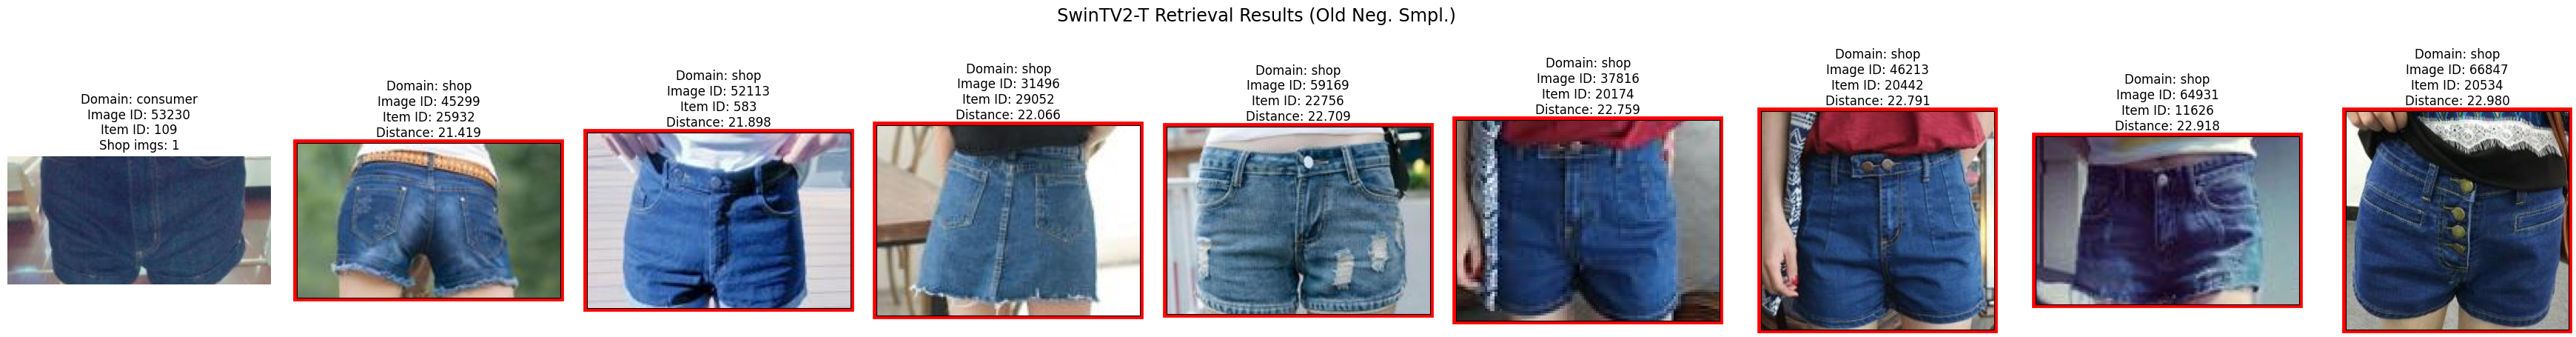 SwinTV2-T Retrieval Results (Old Neg. Smpl.)
Domain: consumer
Image ID: 53230
Item ID: 109
Shop imgs: 1
Domain: shop
Image ID: 45299
Item ID: 25932
Distance: 21.419
Domain: shop
Image ID: 52113
Item ID: 583
Distance: 21.898
Domain: shop
Image ID: 31496
Item ID: 29052
Distance: 22.066
Domain: shop
Image ID: 59169
Item ID: 22756
Distance: 22.709
Domain: shop
Image ID: 37816
Item ID: 20174
Distance: 22.759
Domain: shop
Image ID: 46213
Item ID: 20442
Distance: 22.791
Domain: shop
Image ID: 64931
Item ID: 11626
Distance: 22.918
Domain: shop
Image ID: 66847
Item ID: 20534
Distance: 22.980